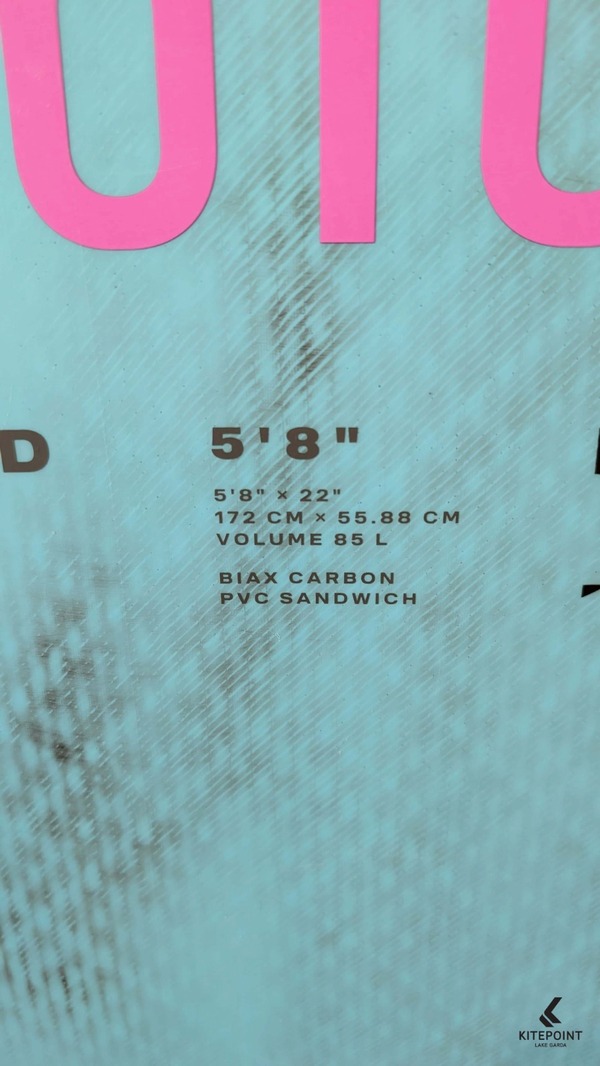 D
5'8"
5'8" × 22"
172 CM × 55.88 CM
VOLUME 85 L
BIAX CARBON
PVC SANDWICH
KITEPOINT
LAKE GARDA